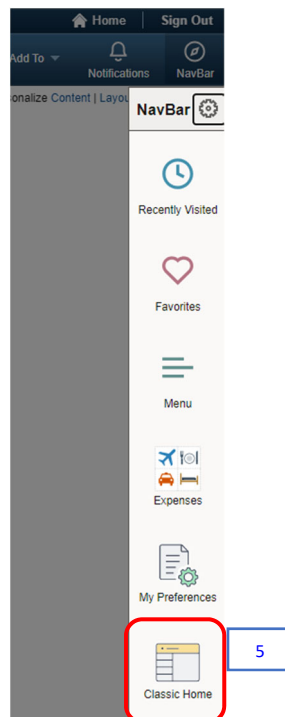 Home Sign Out
Add To
Notifications NavBar
Content | Layou
NavBar
Recently Visited
Favorites
Menu
Expenses
My Preferences
Classic Home
5